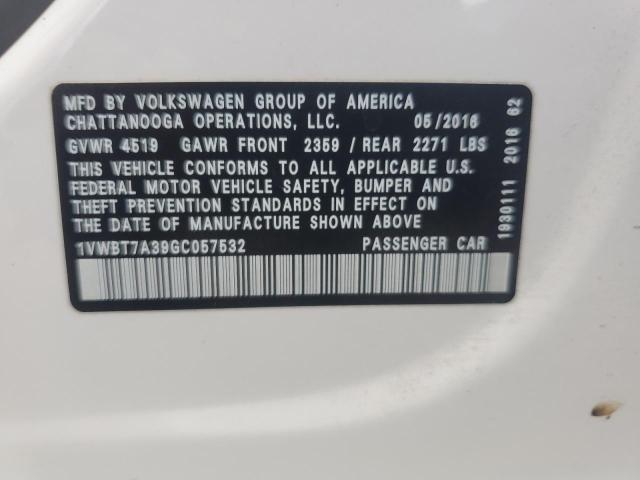 MFD BY VOLKSWAGEN GROUP OF AMERICA
CHATTANOOGA OPERATIONS, LLC. 05/2016
GVWR 4519 GAWR FRONT 2359 / REAR 2271 LBS
THIS VEHICLE CONFORMS TO ALL APPLICABLE U.S.
FEDERAL MOTOR VEHICLE SAFETY, BUMPER AND
THEFT PREVENTION STANDARDS IN EFFECT ON
THE DATE OF MANUFACTURE SHOWN ABOVE
1VWBT7A39GC057532 PASSENGER CAR
1930111 2016 62